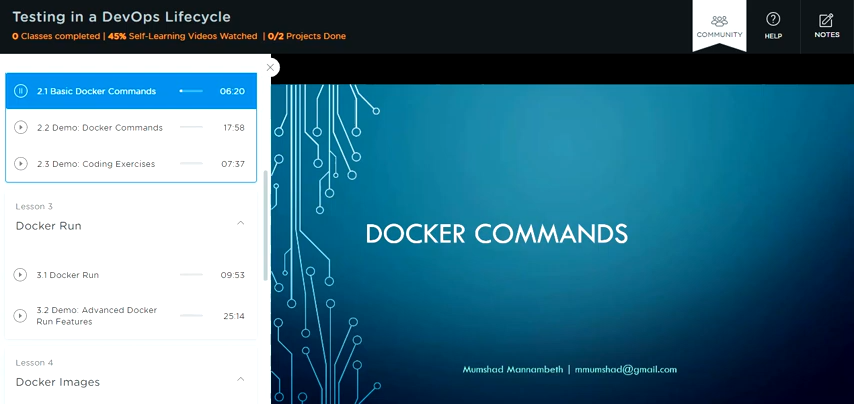 Testing in a DevOps Lifecycle
0 Classes completed | 45% Self-Learning Videos Watched | 0/2 Projects Done
COMMUNITY
HELP
NOTES
2.1 Basic Docker Commands 06:20
2.2 Demo: Docker Commands 17:58
2.3 Demo: Coding Exercises 07:37
Lesson 3
Docker Run
3.1 Docker Run 09:53
3.2 Demo: Advanced Docker
Run Features 25:14
Lesson 4
Docker Images
DOCKER COMMANDS
Mumshad Mannambeth | mmumshad@gmail.com